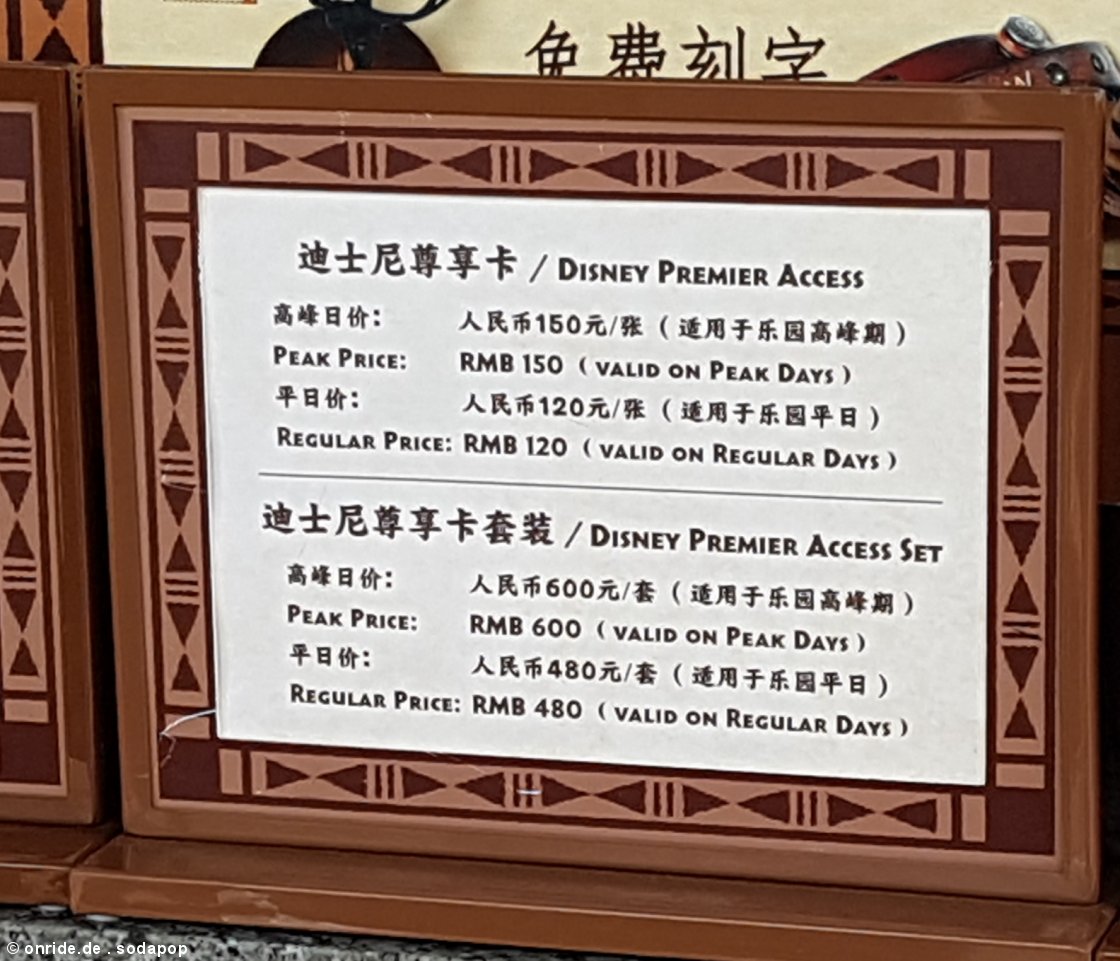 免费刻字
迪士尼尊享卡 / DISNEY PREMIER ACCESS
高峰日价: 人民币150元/张 (适用于乐园高峰期)
PEAK PRICE: RMB 150 (VALID ON PEAK DAYS)
平日价: 人民币120元/张 (适用于乐园平日)
REGULAR PRICE: RMB 120 (VALID ON REGULAR DAYS)
迪士尼尊享卡套装 / DISNEY PREMIER ACCESS SET
高峰日价: 人民币600元/套 (适用于乐园高峰期)
PEAK PRICE: RMB 600 (VALID ON PEAK DAYS)
平日价: 人民币480元/套 (适用于乐园平日)
REGULAR PRICE: RMB 480 (VALID ON REGULAR DAYS)
© onride.de . sodapop